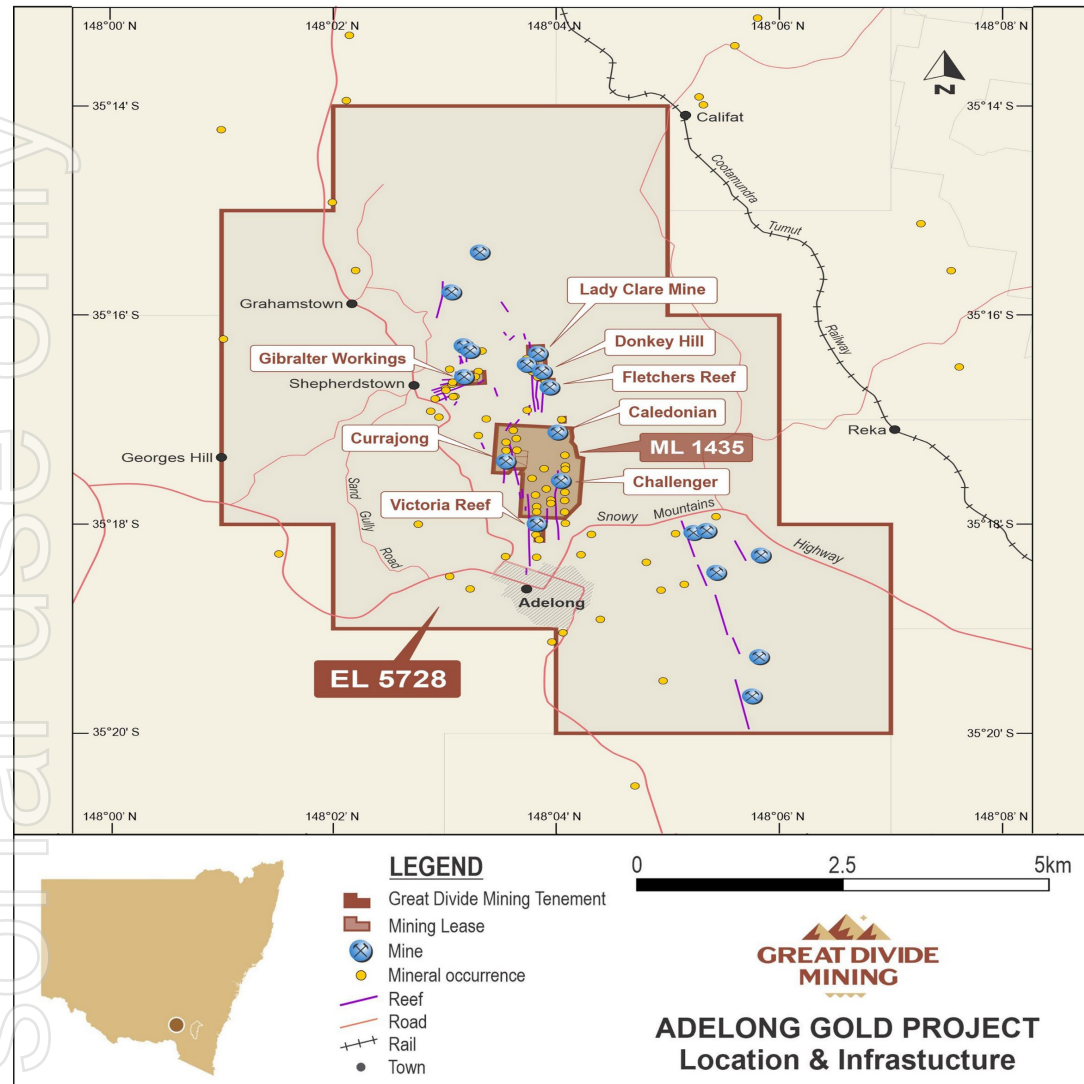 148°00' N
148°02' N
148°04' N
148°06' N
148°08' N
35°14' S
35°14' S
N
Califat
Cootamundra
Tumut
Railway
Grahamstown
35°16' S
35°16' S
Lady Clare Mine
Donkey Hill
Gibralter Workings
Fletchers Reef
Shepherdstown
Caledonian
Currajong
ML 1435
Reka
Georges Hill
Challenger
Victoria Reef
Sand
Gully
Road
Snowy
Mountains
Highway
35°18' S
35°18' S
Adelong
EL 5728
35°20' S
35°20' S
148°00' N
148°02' N
148°04' N
148°06' N
148°08' N
LEGEND
Great Divide Mining Tenement
Mining Lease
Mine
Mineral occurrence
Reef
Road
Rail
Town
0
2.5
5km
GREAT DIVIDE
MINING
ADELONG GOLD PROJECT
Location & Infrastucture
sonal use only